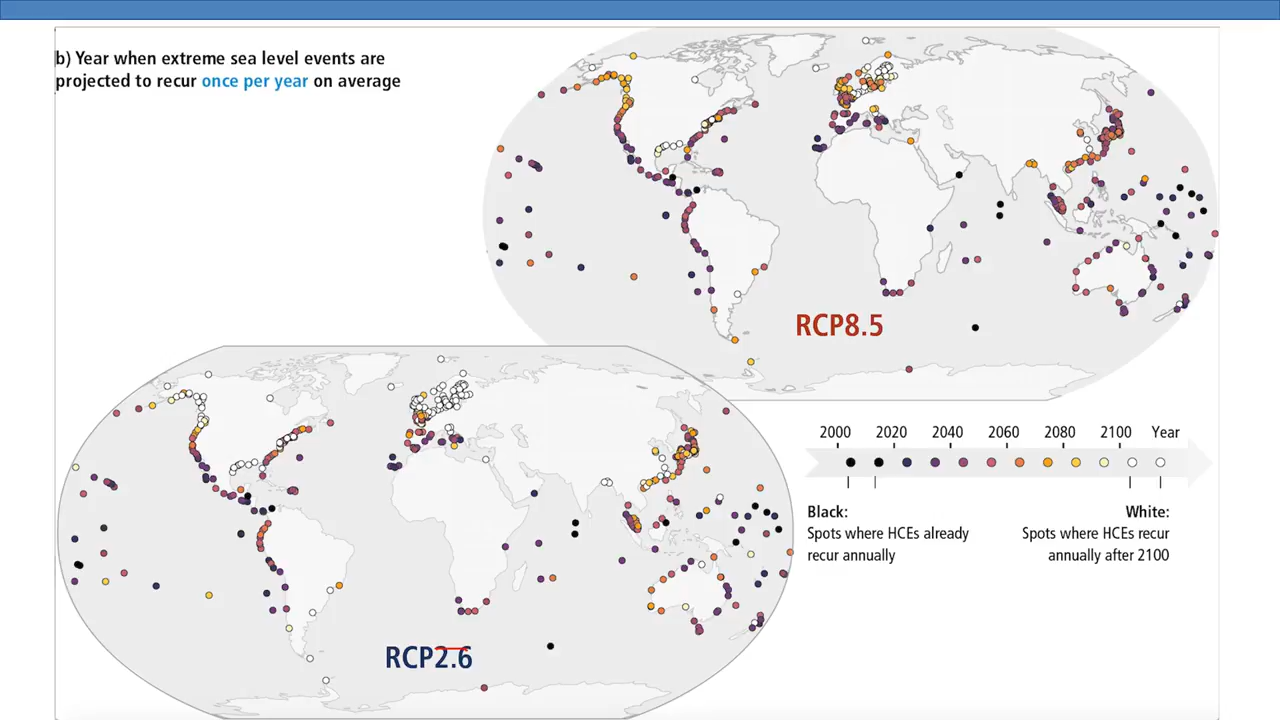 b) Year when extreme sea level events are
projected to recur once per year on average
RCP8.5
RCP2.6
2000 2020 2040 2060 2080 2100 Year
Black:
Spots where HCEs already
recur annually
White:
Spots where HCEs recur
annually after 2100